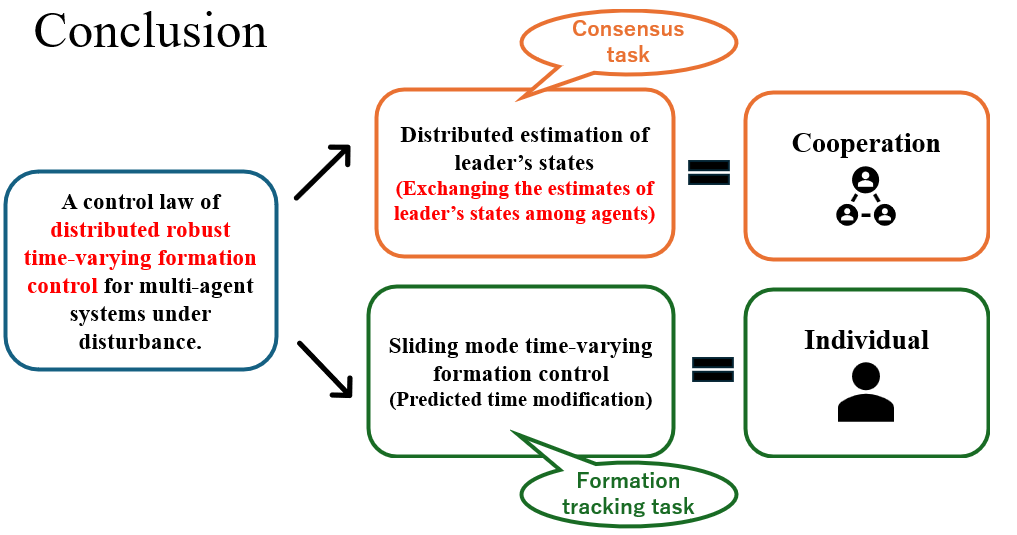 Conclusion
Consensus
task
Distributed estimation of
leader’s states
(Exchanging the estimates of
leader’s states among agents)
Cooperation
A control law of
distributed robust
time-varying formation
control for multi-agent
systems under
disturbance.
Sliding mode time-varying
formation control
(Predicted time modification)
Individual
Formation
tracking task